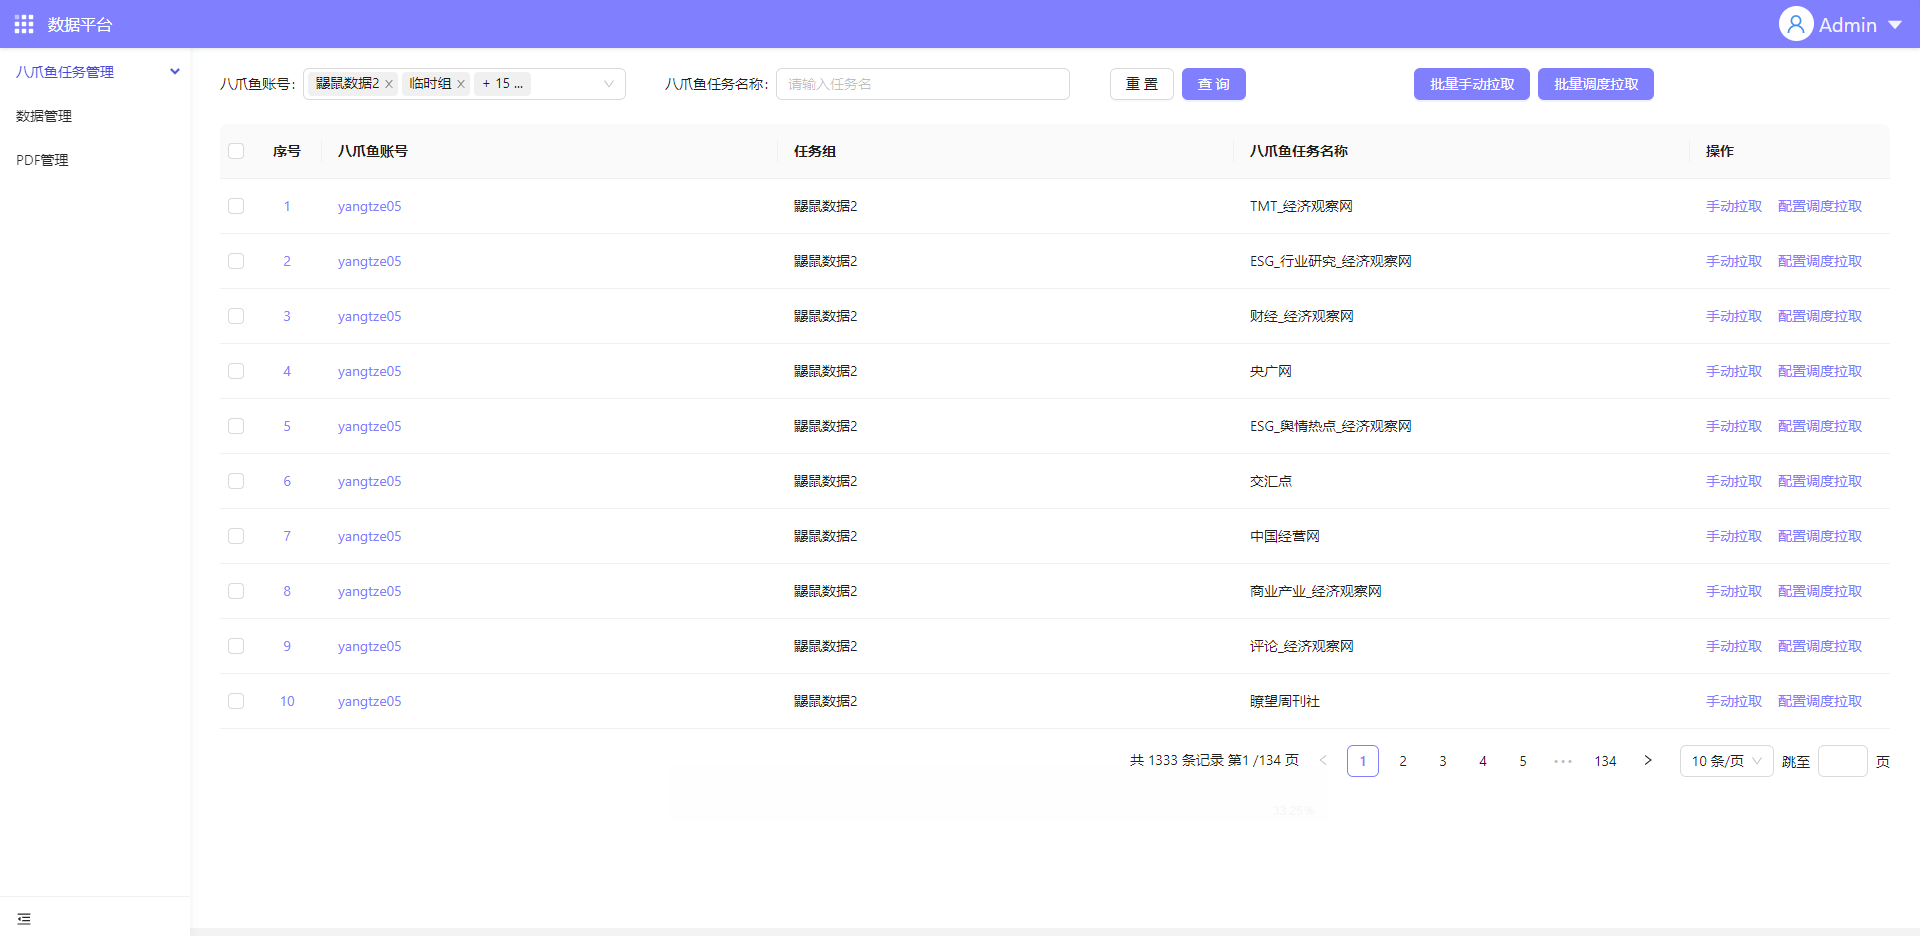 数据平台
Admin
八爪鱼任务管理
数据管理
PDF管理
八爪鱼账号:
鼹鼠数据2 ×
临时组 ×
+ 15 ...
八爪鱼任务名称:
请输入任务名
重 置
查 询
批量手动拉取
批量调度拉取
序号 八爪鱼账号 任务组 八爪鱼任务名称 操作
1 yangtze05 鼹鼠数据2 TMT_经济观察网 手动拉取 配置调度拉取
2 yangtze05 鼹鼠数据2 ESG_行业研究_经济观察网 手动拉取 配置调度拉取
3 yangtze05 鼹鼠数据2 财经_经济观察网 手动拉取 配置调度拉取
4 yangtze05 鼹鼠数据2 央广网 手动拉取 配置调度拉取
5 yangtze05 鼹鼠数据2 ESG_舆情热点_经济观察网 手动拉取 配置调度拉取
6 yangtze05 鼹鼠数据2 交汇点 手动拉取 配置调度拉取
7 yangtze05 鼹鼠数据2 中国经营网 手动拉取 配置调度拉取
8 yangtze05 鼹鼠数据2 商业产业_经济观察网 手动拉取 配置调度拉取
9 yangtze05 鼹鼠数据2 评论_经济观察网 手动拉取 配置调度拉取
10 yangtze05 鼹鼠数据2 瞭望周刊社 手动拉取 配置调度拉取
共 1333 条记录 第1 /134 页 < 1 2 3 4 5 ••• 134 > 10 条/页 跳至 页